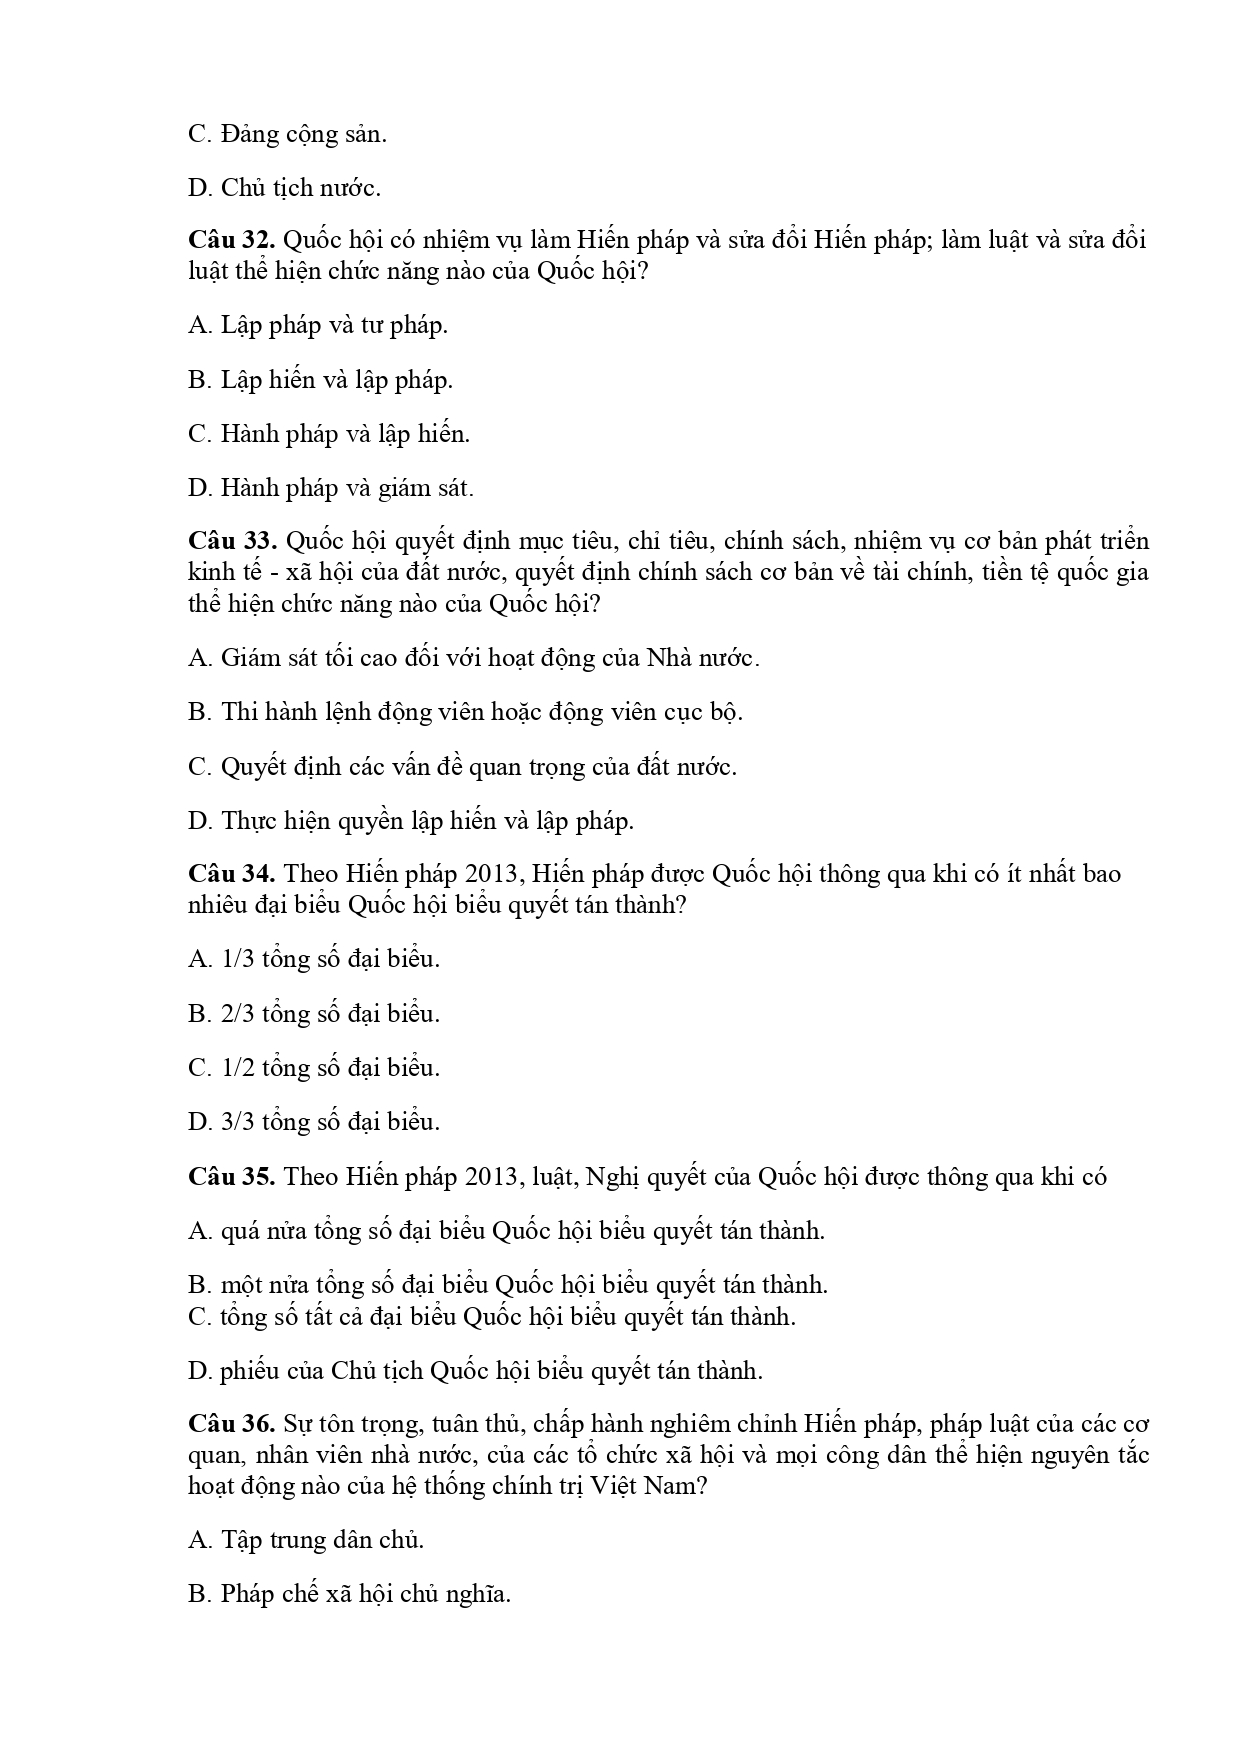 C. Đảng cộng sản.
D. Chủ tịch nước.
Câu 32. Quốc hội có nhiệm vụ làm Hiến pháp và sửa đổi Hiến pháp; làm luật và sửa đổi
luật thể hiện chức năng nào của Quốc hội?
A. Lập pháp và tư pháp.
B. Lập hiến và lập pháp.
C. Hành pháp và lập hiến.
D. Hành pháp và giám sát.
Câu 33. Quốc hội quyết định mục tiêu, chỉ tiêu, chính sách, nhiệm vụ cơ bản phát triển
kinh tế - xã hội của đất nước, quyết định chính sách cơ bản về tài chính, tiền tệ quốc gia
thể hiện chức năng nào của Quốc hội?
A. Giám sát tối cao đối với hoạt động của Nhà nước.
B. Thi hành lệnh động viên hoặc động viên cục bộ.
C. Quyết định các vấn đề quan trọng của đất nước.
D. Thực hiện quyền lập hiến và lập pháp.
Câu 34. Theo Hiến pháp 2013, Hiến pháp được Quốc hội thông qua khi có ít nhất bao
nhiêu đại biểu Quốc hội biểu quyết tán thành?
A. 1/3 tổng số đại biểu.
B. 2/3 tổng số đại biểu.
C. 1/2 tổng số đại biểu.
D. 3/3 tổng số đại biểu.
Câu 35. Theo Hiến pháp 2013, luật, Nghị quyết của Quốc hội được thông qua khi có
A. quá nửa tổng số đại biểu Quốc hội biểu quyết tán thành.
B. một nửa tổng số đại biểu Quốc hội biểu quyết tán thành.
C. tổng số tất cả đại biểu Quốc hội biểu quyết tán thành.
D. phiếu của Chủ tịch Quốc hội biểu quyết tán thành.
Câu 36. Sự tôn trọng, tuân thủ, chấp hành nghiêm chỉnh Hiến pháp, pháp luật của các cơ
quan, nhân viên nhà nước, của các tổ chức xã hội và mọi công dân thể hiện nguyên tắc
hoạt động nào của hệ thống chính trị Việt Nam?
A. Tập trung dân chủ.
B. Pháp chế xã hội chủ nghĩa.